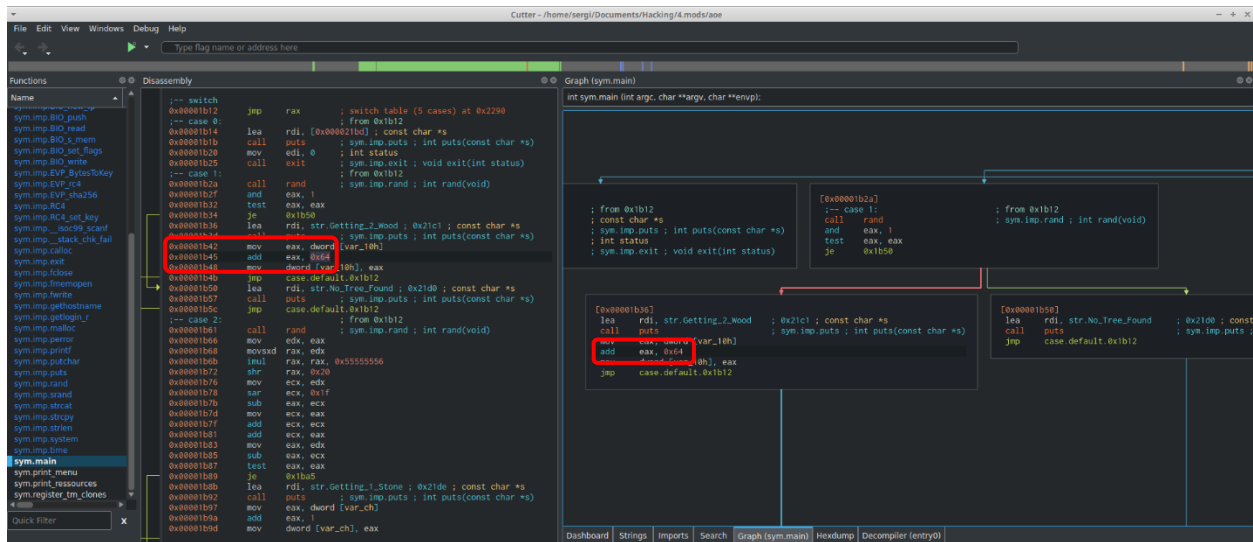 Cutter - /home/sergi/Documents/Hacking/4.mods/aoe
File Edit View Windows Debug Help
Type flag name or address here
Functions
Name
sym.imp.BIO_push
sym.imp.BIO_read
sym.imp.BIO_s_mem
sym.imp.BIO_set_flags
sym.imp.BIO_write
sym.imp.EVP_BytesToKey
sym.imp.EVP_rc4
sym.imp.EVP_sha256
sym.imp.RC4
sym.imp.RC4_set_key
sym.imp.__isoc99_scanf
sym.imp.__stack_chk_fail
sym.imp.calloc
sym.imp.exit
sym.imp.fclose
sym.imp.fmemopen
sym.imp.fwrite
sym.imp.gethostname
sym.imp.getlogin_r
sym.imp.malloc
sym.imp.perror
sym.imp.printf
sym.imp.putchar
sym.imp.puts
sym.imp.rand
sym.imp.srand
sym.imp.strcat
sym.imp.strcpy
sym.imp.strlen
sym.imp.system
sym.imp.time
sym.main
sym.print_menu
sym.print_ressources
sym.register_tm_clones
Quick Filter X
Disassembly
;-- switch
0x00001b12 jmp rax ; switch table (5 cases) at 0x2290
;-- case 0: ; from 0x1b12
0x00001b14 lea rdi, [0x000021bd] ; const char *s
0x00001b1b call puts ; sym.imp.puts ; int puts(const char *s)
0x00001b20 mov edi, 0 ; int status
0x00001b25 call exit ; sym.imp.exit ; void exit(int status)
;-- case 1: ; from 0x1b12
0x00001b2a call rand ; sym.imp.rand ; int rand(void)
0x00001b2f and eax, 1
0x00001b32 test eax, eax
0x00001b34 je 0x1b50
0x00001b36 lea rdi, str.Getting_2_Wood ; 0x21c1 ; const char *s
puts ; sym.imp.puts ; int puts(const char *s)
0x00001b42 mov eax, dword [var_10h]
0x00001b45 add eax, 0x64
0x00001b48 mov dword [var_10h], eax
0x00001b4b jmp case.default.0x1b12
0x00001b50 lea rdi, str.No_Tree_Found ; 0x21d0 ; const char *s
0x00001b57 call puts ; sym.imp.puts ; int puts(const char *s)
0x00001b5c jmp case.default.0x1b12
;-- case 2: ; from 0x1b12
0x00001b61 call rand ; sym.imp.rand ; int rand(void)
0x00001b66 mov edx, eax
0x00001b68 movsxd rax, edx
0x00001b6b imul rax, rax, 0x55555556
0x00001b72 shr rax, 0x20
0x00001b76 mov ecx, edx
0x00001b78 sar ecx, 0x1f
0x00001b7b sub eax, ecx
0x00001b7d mov ecx, eax
0x00001b7f add ecx, ecx
0x00001b81 add ecx, eax
0x00001b83 mov eax, edx
0x00001b85 sub eax, ecx
0x00001b87 test eax, eax
0x00001b89 je 0x1ba5
0x00001b8b lea rdi, str.Getting_1_Stone ; 0x21de ; const char *s
0x00001b92 call puts ; sym.imp.puts ; int puts(const char *s)
0x00001b97 mov eax, dword [var_ch]
0x00001b9a add eax, 1
0x00001b9d mov dword [var_ch], eax
Graph (sym.main)
int sym.main (int argc, char **argv, char **envp);
; from 0x1b12
; const char *s
; sym.imp.puts ; int puts(const char *s)
; int status
; sym.imp.exit ; void exit(int status)
[0x00001b2a]
;-- case 1: ; from 0x1b12
call rand ; sym.imp.rand ; int rand(void)
and eax, 1
test eax, eax
je 0x1b50
[0x00001b36]
lea rdi, str.Getting_2_Wood ; 0x21c1 ; const char *s
call puts ; sym.imp.puts ; int puts(const char *s)
mov eax, dword [var_10h]
add eax, 0x64
dword [var_10h], eax
jmp case.default.0x1b12
[0x00001b50]
lea rdi, str.No_Tree_Found ; 0x21d0 ; const
call puts ; sym.imp.puts ;
jmp case.default.0x1b12
Dashboard Strings Imports Search Graph (sym.main) Hexdump Decompiler (entry0)